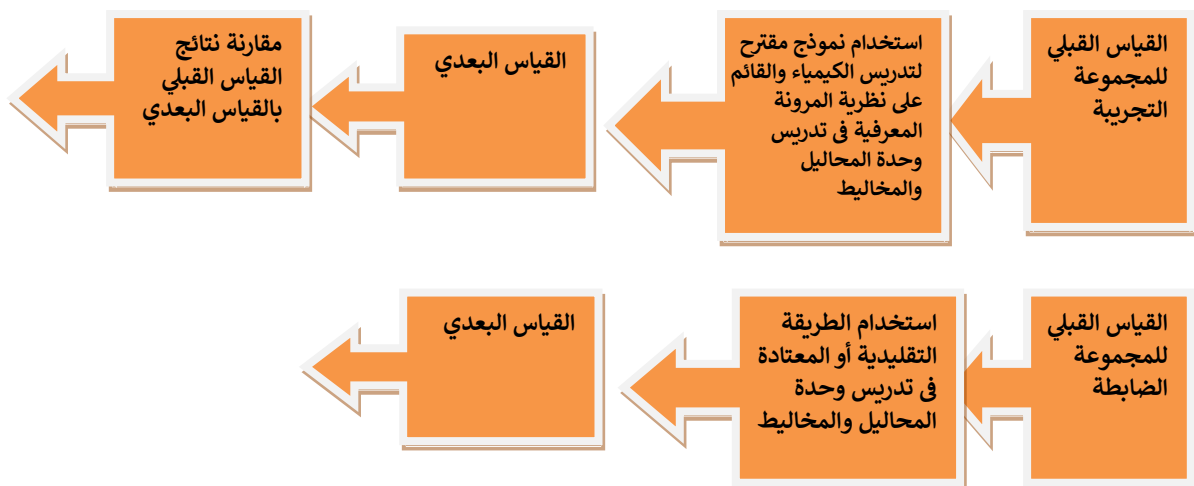 القياس القبلي
للمجموعة
التجريبة
استخدام نموذج مقترح
لتدريس الكيمياء والقائم
على نظرية المرونة
المعرفية فى تدريس
وحدة المحاليل
والمخاليط
القياس البعدي
مقارنة نتائج
القياس القبلي
بالقياس البعدي
القياس القبلي
للمجموعة
الضابطة
استخدام الطريقة
التقليدية أو المعتادة
فى تدريس وحدة
المحاليل والمخاليط
القياس البعدي